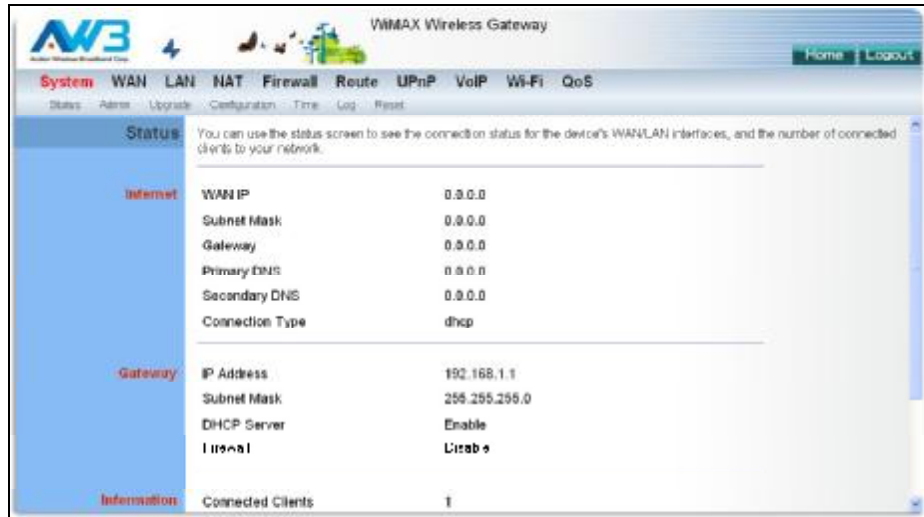 WiMAX Wireless Gateway
AW3
Home Logout
System WAN LAN NAT Firewall Route UPnP VoIP Wi-Fi QoS
Status Admin Upgrade Configuration Time Log Reset
Status
You can use the status screen to see the connection status for the device's WAN/LAN interfaces, and the number of connected
clients to your network.
Internet
WAN IP 0.0.0.0
Subnet Mask 0.0.0.0
Gateway 0.0.0.0
Primary DNS 0.0.0.0
Secondary DNS 0.0.0.0
Connection Type dhcp
Gateway
IP Address 192.168.1.1
Subnet Mask 255.255.255.0
DHCP Server Enable
Firewall Disable
Information
Connected Clients 1